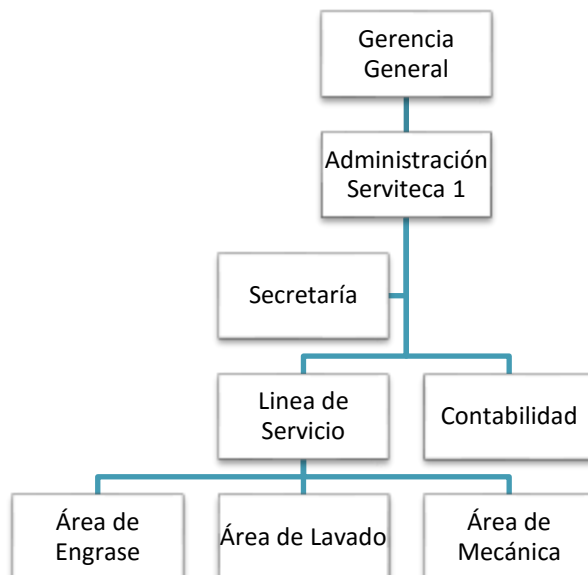 Gerencia
General
Administración
Serviteca 1
Secretaría
Linea de
Servicio
Contabilidad
Área de
Engrase
Área de Lavado
Área de
Mecánica